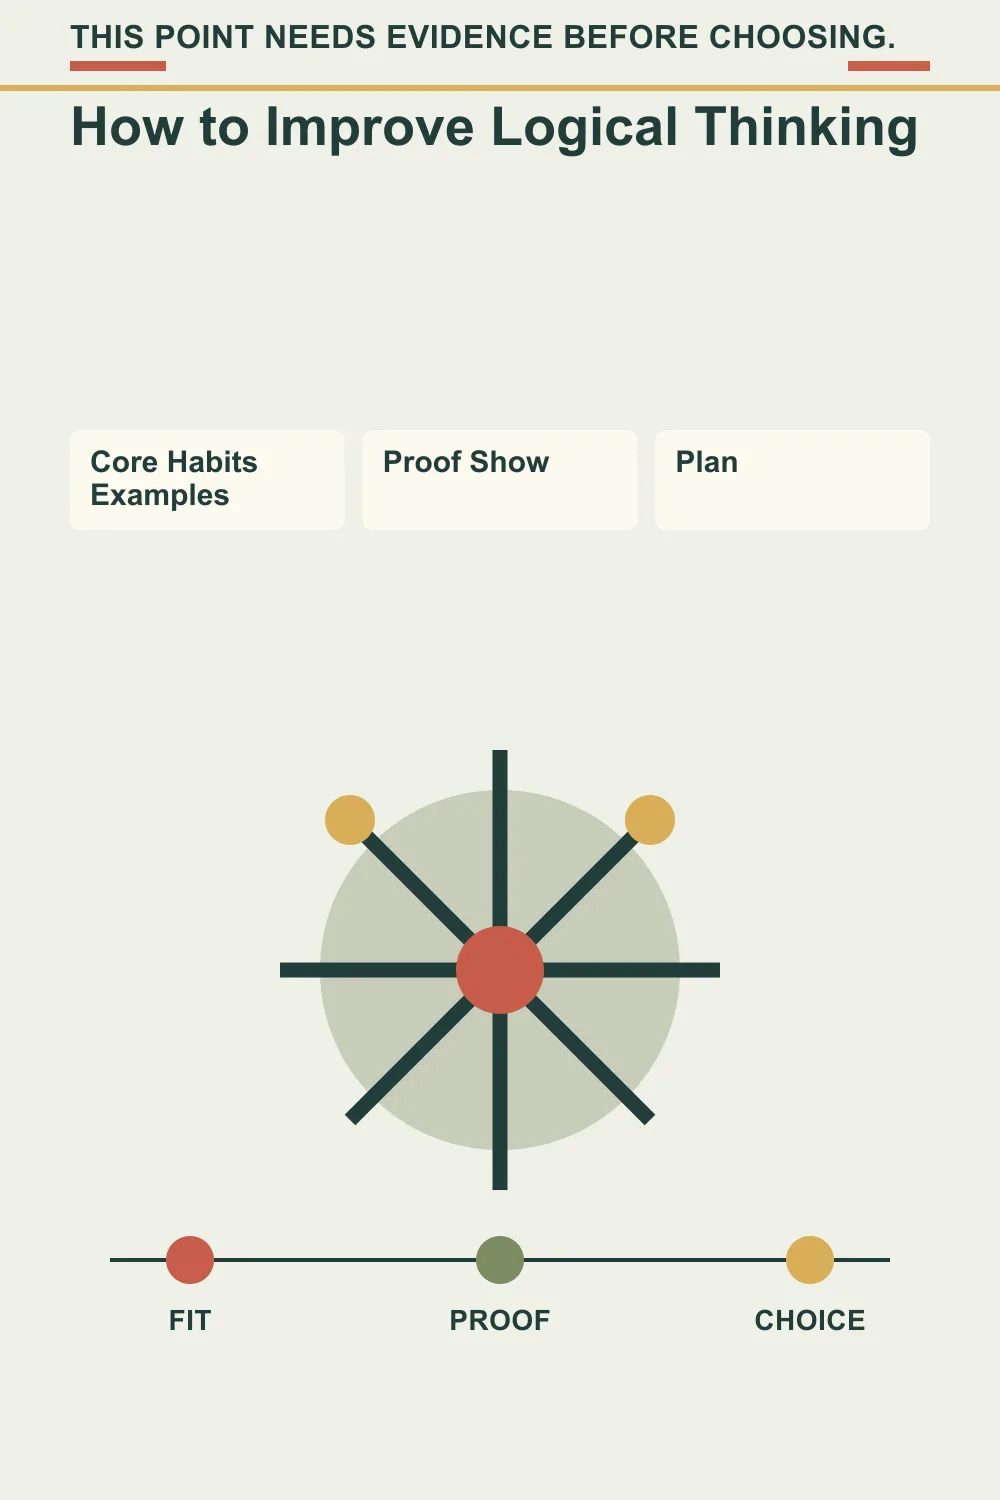 THIS POINT NEEDS EVIDENCE BEFORE CHOOSING.
How to Improve Logical Thinking
Core Habits
Examples
Proof Show
Plan
FIT
PROOF
CHOICE